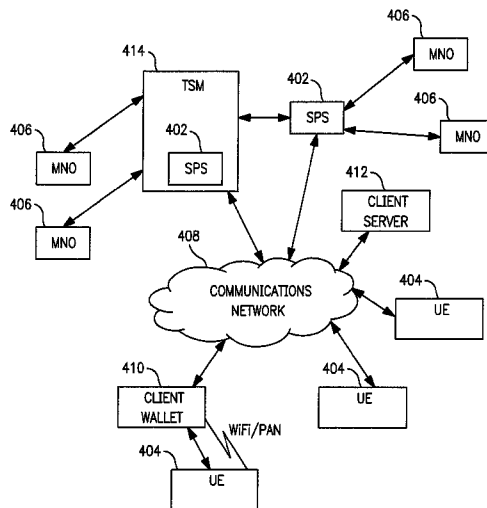 406
MNO
414
TSM
402
SPS
406
MNO
402
SPS
406
MNO
406
MNO
412
CLIENT
SERVER
408
COMMUNICATIONS
NETWORK
404
UE
410
CLIENT
WALLET
404
UE
WiFi/PAN
404
UE